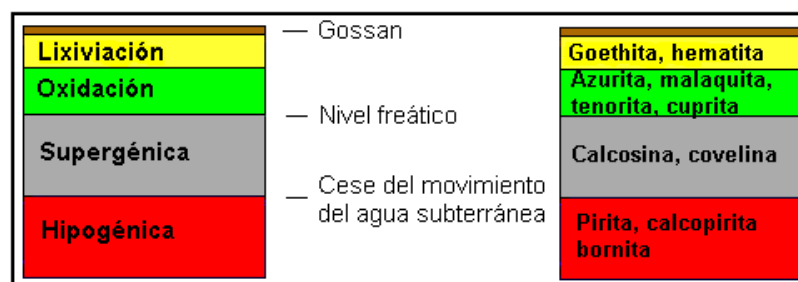 Lixiviación
Oxidación
Supergénica
Hipogénica
Gossan
Nivel freático
Cese del movimiento
del agua subterránea
Goethita, hematita
Azurita, malaquita,
tenorita, cuprita
Calcosina, covelina
Pirita, calcopirita
bornita